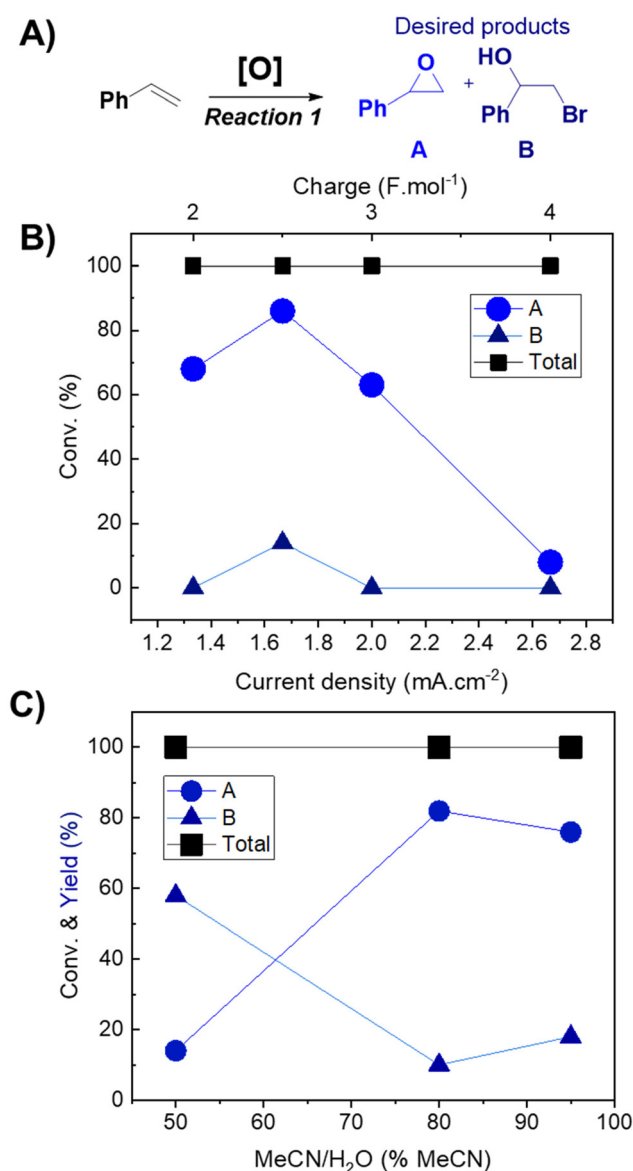 A)
Desired products
[O]
Reaction 1
Ph
O
Ph
A
+
HO
Ph
Br
B
B)
Charge (F.mol⁻¹)
2
3
4
100
80
60
40
20
0
Conv. (%)
A
B
Total
1.2 1.4 1.6 1.8 2.0 2.2 2.4 2.6 2.8
Current density (mA.cm⁻²)
C)
100
80
60
40
20
0
Conv. & Yield (%)
A
B
Total
50 60 70 80 90 100
MeCN/H₂O (% MeCN)